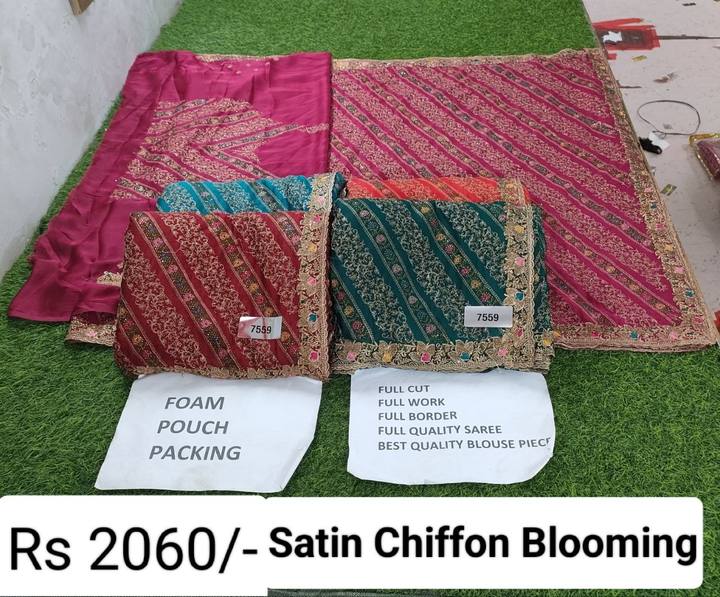 7559
7559
FOAM
POUCH
PACKING
FULL CUT
FULL WORK
FULL BORDER
FULL QUALITY SAREE
BEST QUALITY BLOUSE PIECE
Rs 2060/- Satin Chiffon Blooming